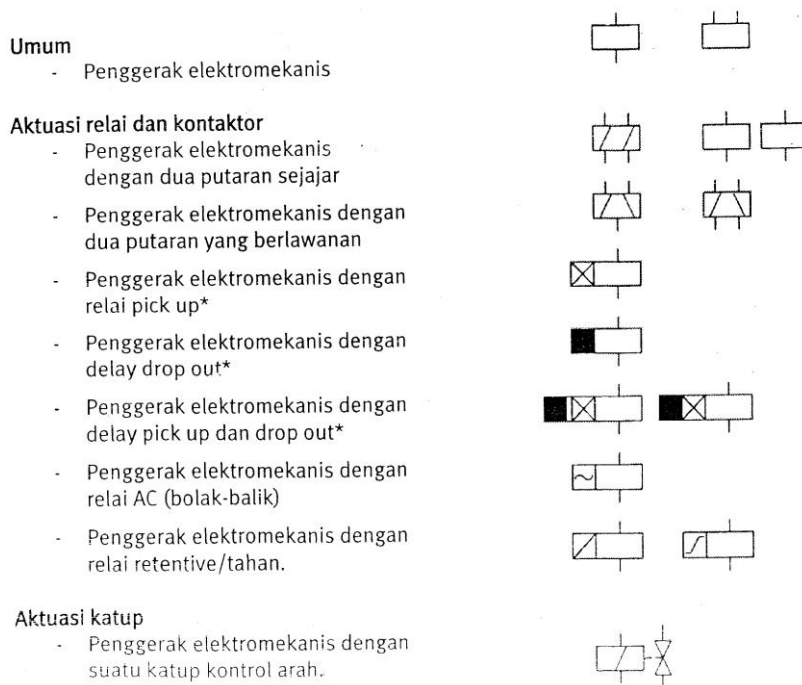 Umum
- Penggerak elektromekanis
Aktuasi relai dan kontaktor
- Penggerak elektromekanis
dengan dua putaran sejajar
- Penggerak elektromekanis dengan
dua putaran yang berlawanan
- Penggerak elektromekanis dengan
relai pick up*
- Penggerak elektromekanis dengan
delay drop out*
- Penggerak elektromekanis dengan
delay pick up dan drop out*
- Penggerak elektromekanis dengan
relai AC (bolak-balik)
- Penggerak elektromekanis dengan
relai retentive/tahan.
Aktuasi katup
- Penggerak elektromekanis dengan
suatu katup kontrol arah.